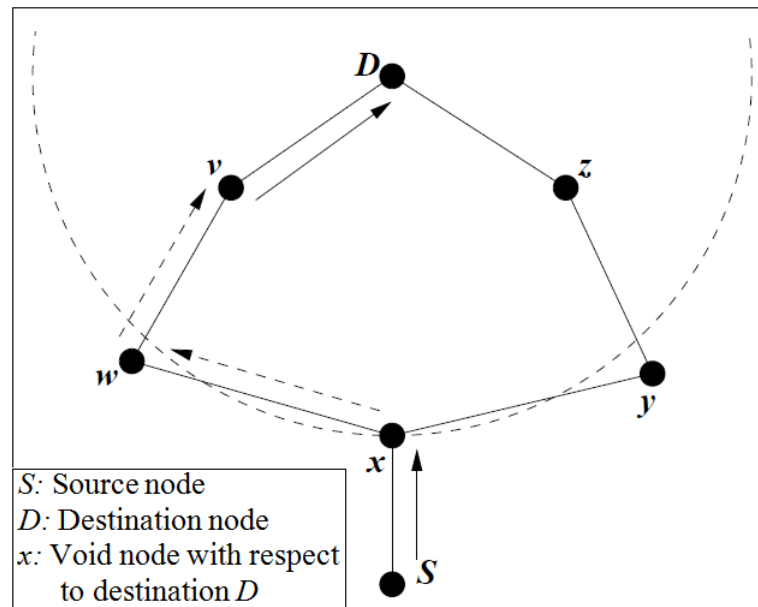 D
v
z
w
y
x
S
S: Source node
D: Destination node
x: Void node with respect
to destination D